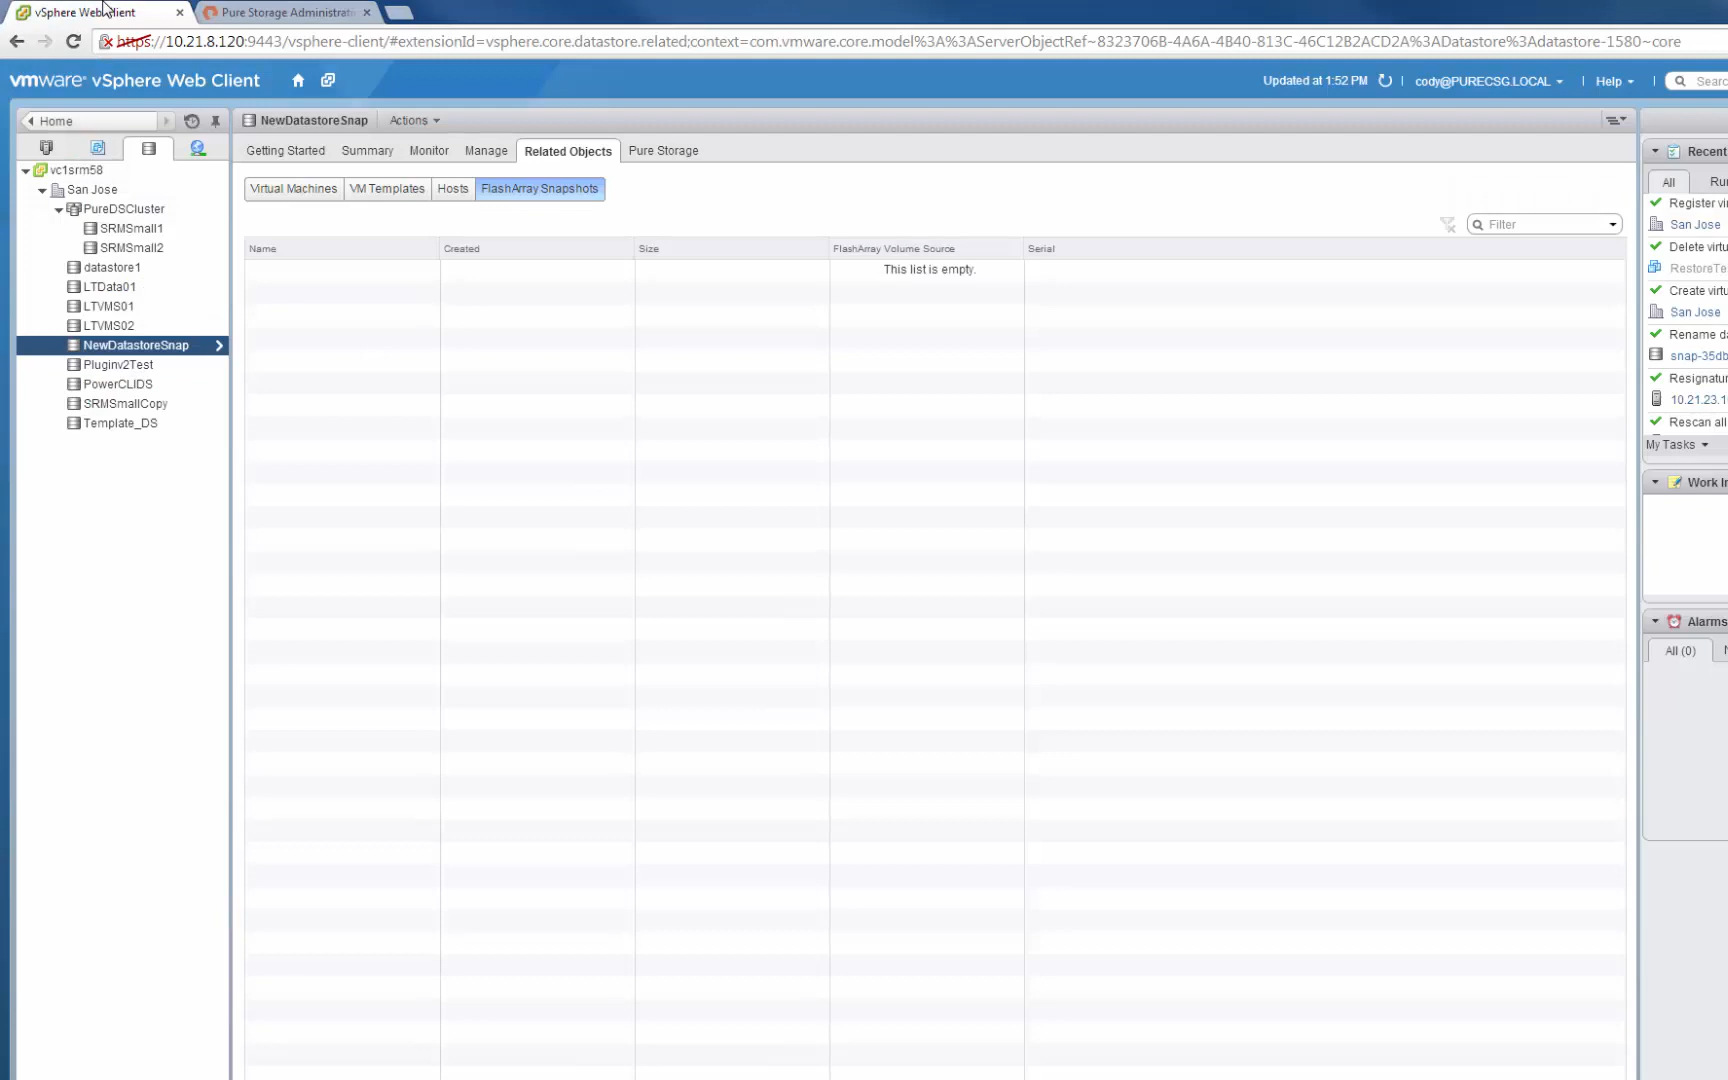 vSphere Web Client
Pure Storage Administrati
https://10.21.8.120:9443/vsphere-client/#extensionId=vsphere.core.datastore.related;context=com.vmware.core.model%3A%3AServerObjectRef~8323706B-4A6A-4B40-813C-46C12B2ACD2A%3ADatastore%3Adatastore-1580~core
vmware® vSphere Web Client
Updated at 1:52 PM
cody@PURECSG.LOCAL
Help
Searc
Home
NewDatastoreSnap
Actions
Getting Started
Summary
Monitor
Manage
Related Objects
Pure Storage
Virtual Machines
VM Templates
Hosts
FlashArray Snapshots
Filter
Name
Created
Size
FlashArray Volume Source
Serial
This list is empty.
vc1srm58
San Jose
PureDSCluster
SRMSmall1
SRMSmall2
datastore1
LTData01
LTVMS01
LTVMS02
NewDatastoreSnap
Pluginv2Test
PowerCLIDS
SRMSmallCopy
Template_DS
Recent
All
Ru
Register vi
San Jose
Delete virtu
RestoreTe
Create virtu
San Jose
Rename da
snap-35db
Resignatur
10.21.23.1
Rescan all
My Tasks
Work In
Alarms
All (0)